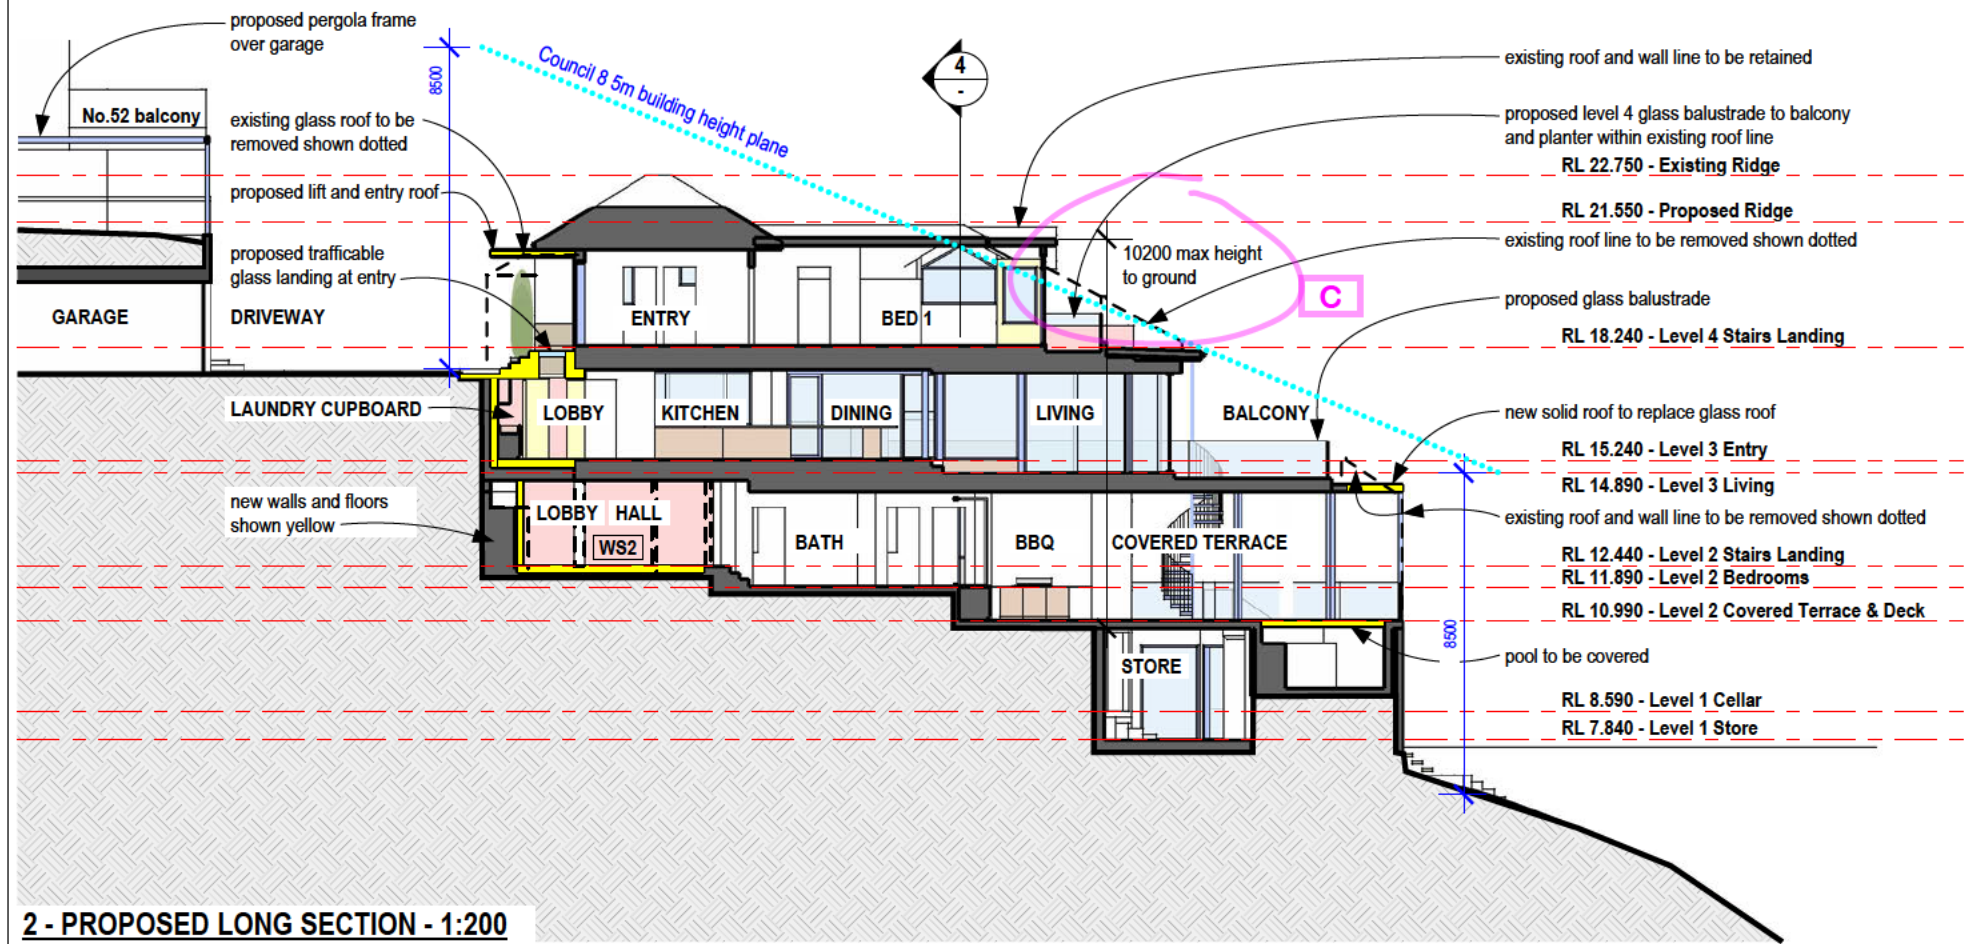 proposed pergola frame
over garage
No.52 balcony
existing glass roof to be
removed shown dotted
proposed lift and entry roof
proposed trafficable
glass landing at entry
GARAGE
DRIVEWAY
LAUNDRY CUPBOARD
new walls and floors
shown yellow
8500
Council 8 5m building height plane
4
-
ENTRY
BED 1
10200 max height
to ground
C
LOBBY
KITCHEN
DINING
LIVING
BALCONY
LOBBY
HALL
WS2
BATH
BBQ
COVERED TERRACE
STORE
8500
existing roof and wall line to be retained
proposed level 4 glass balustrade to balcony
and planter within existing roof line
RL 22.750 - Existing Ridge
RL 21.550 - Proposed Ridge
existing roof line to be removed shown dotted
proposed glass balustrade
RL 18.240 - Level 4 Stairs Landing
new solid roof to replace glass roof
RL 15.240 - Level 3 Entry
RL 14.890 - Level 3 Living
existing roof and wall line to be removed shown dotted
RL 12.440 - Level 2 Stairs Landing
RL 11.890 - Level 2 Bedrooms
RL 10.990 - Level 2 Covered Terrace & Deck
pool to be covered
RL 8.590 - Level 1 Cellar
RL 7.840 - Level 1 Store
2 - PROPOSED LONG SECTION - 1:200